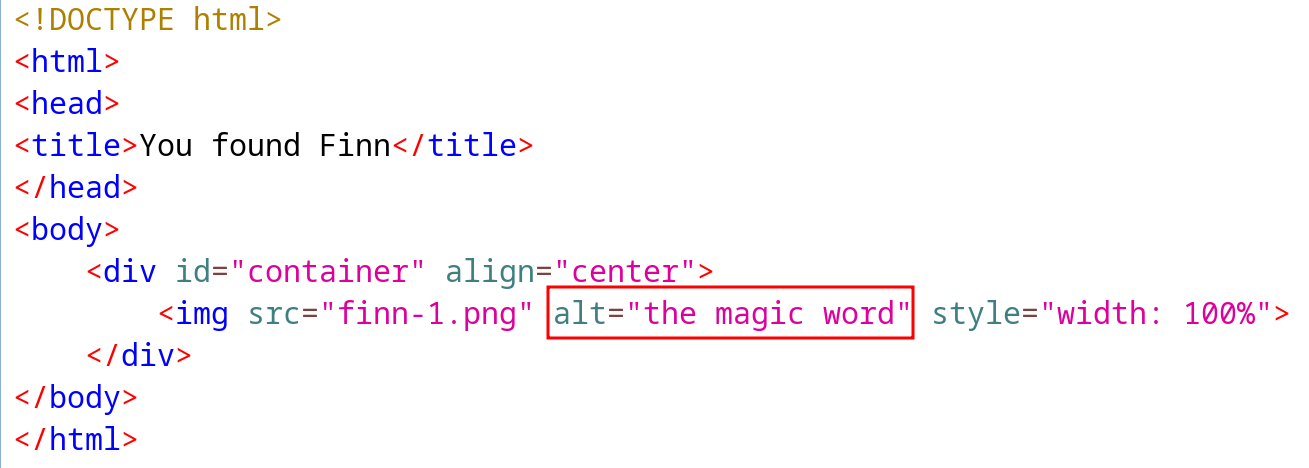 <!DOCTYPE html>
<html>
<head>
<title>You found Finn</title>
</head>
<body>
    <div id="container" align="center">
        <img src="finn-1.png" alt="the magic word" style="width: 100%">
    </div>
</body>
</html>